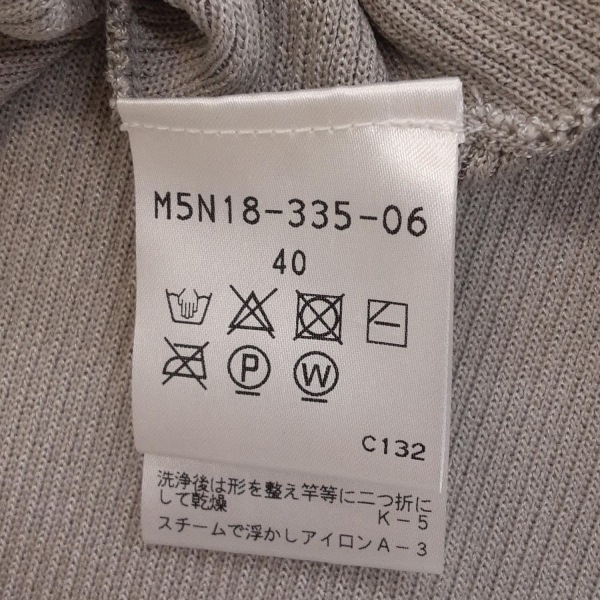 M5N18-335-06
40
P W
C132
洗浄後は形を整え竿等に二つ折に
して乾燥 K-5
スチームで浮かしアイロンA-3